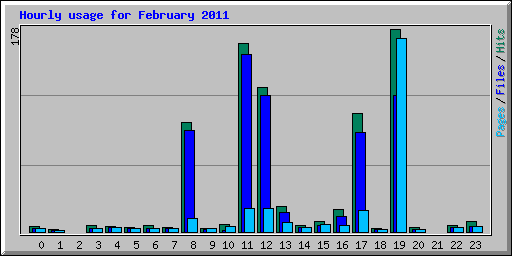 Hourly usage for February 2011
178
Pages / Files / Hits
0 1 2 3 4 5 6 7 8 9 10 11 12 13 14 15 16 17 18 19 20 21 22 23